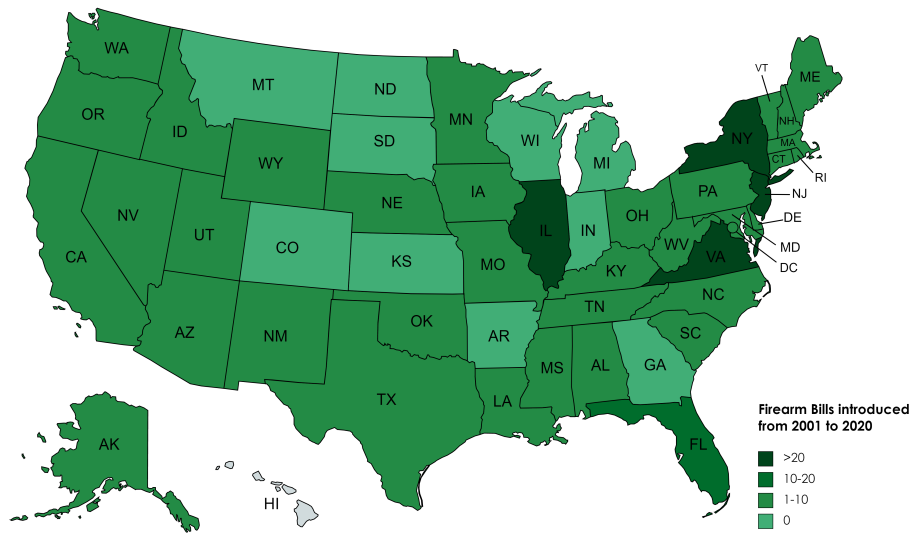 WA
MT
ND
MN
VT
ME
OR
ID
SD
WI
MI
NH
NY
MA
WY
CT
RI
IA
NE
PA
NJ
NV
UT
CO
IL
IN
OH
DE
CA
KS
MO
WV
VA
MD
KY
DC
AZ
NM
OK
TN
NC
AR
SC
MS
AL
GA
TX
LA
AK
FL
HI
Firearm Bills introduced
from 2001 to 2020
>20
10-20
1-10
0